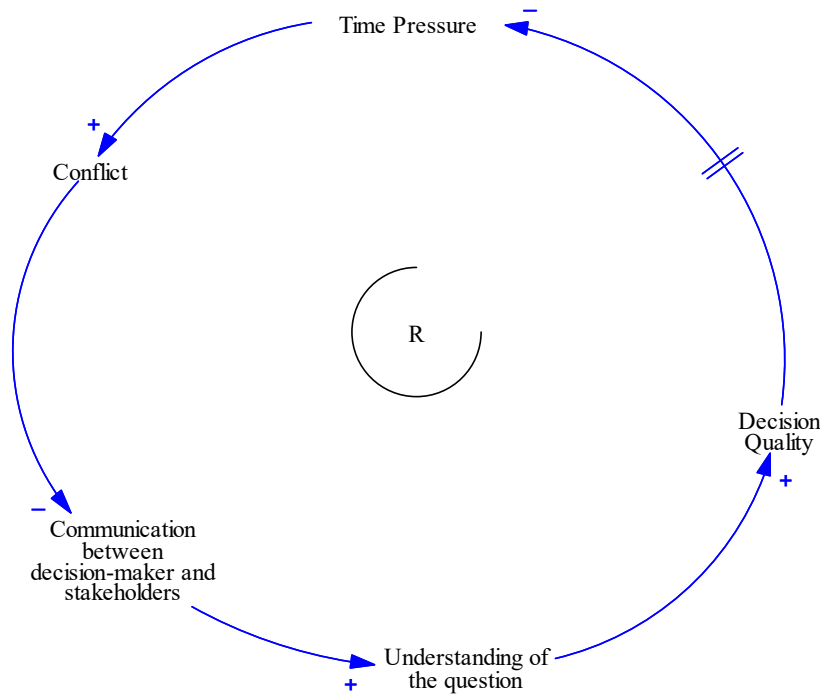 Time Pressure
−
+
Conflict
R
Decision
Quality
+
−
Communication
between
decision-maker and
stakeholders
+
Understanding of
the question